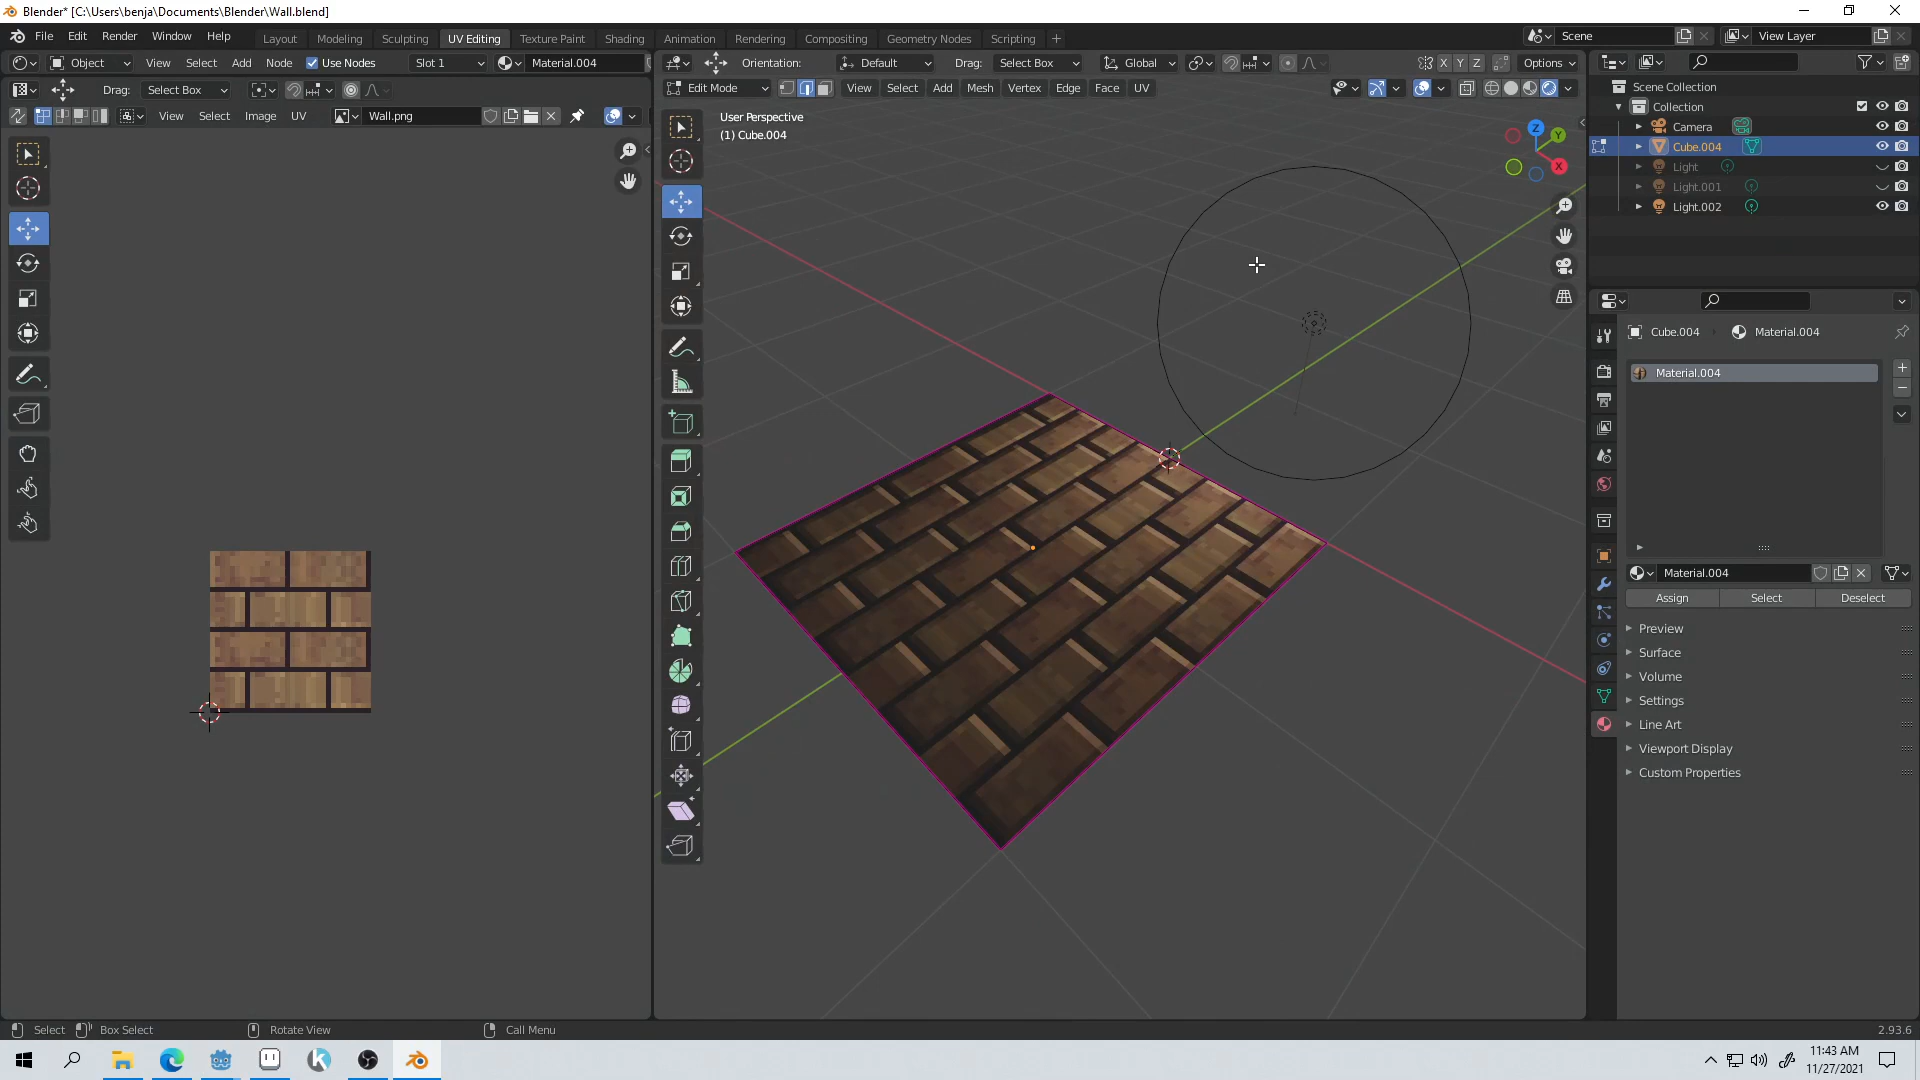 Blender* [C:\Users\benja\Documents\Blender\Wall.blend]
File Edit Render Window Help
Layout Modeling Sculpting UV Editing Texture Paint Shading Animation Rendering Compositing Geometry Nodes Scripting +
Scene
View Layer
Object View Select Add Node Use Nodes Slot 1 Material.004
Orientation: Default Drag: Select Box Global X Y Z Options
Drag: Select Box
Edit Mode View Select Add Mesh Vertex Edge Face UV
View Select Image UV Wall.png
User Perspective
(1) Cube.004
Z
Y
X
Scene Collection
Collection
Camera
Cube.004
Light
Light.001
Light.002
Cube.004 > Material.004
Material.004
Material.004
Assign Select Deselect
Preview
Surface
Volume
Settings
Line Art
Viewport Display
Custom Properties
Select Box Select Rotate View Call Menu 2.93.6
11:43 AM
11/27/2021